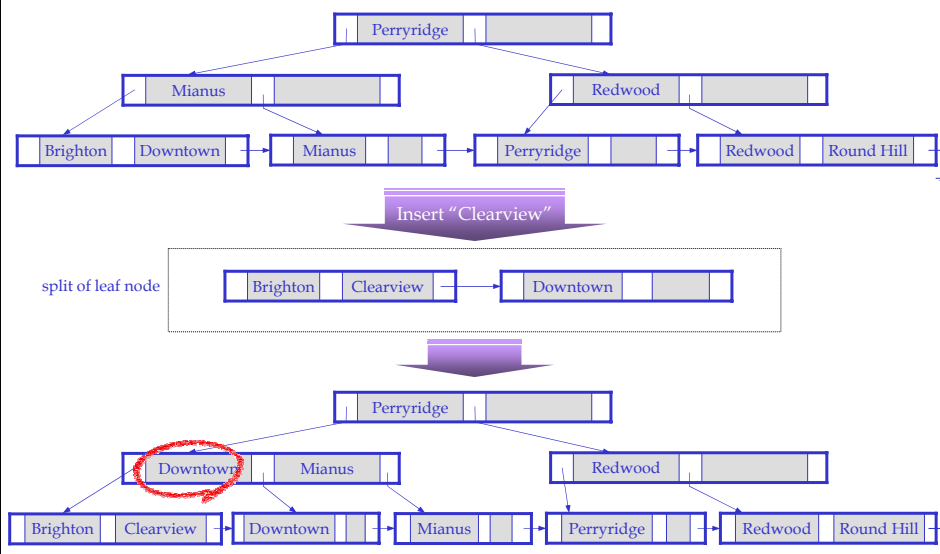 Perryridge
Mianus
Redwood
Brighton Downtown Mianus Perryridge Redwood Round Hill
Insert “Clearview”
split of leaf node Brighton Clearview Downtown
Perryridge
Downtown Mianus Redwood
Brighton Clearview Downtown Mianus Perryridge Redwood Round Hill